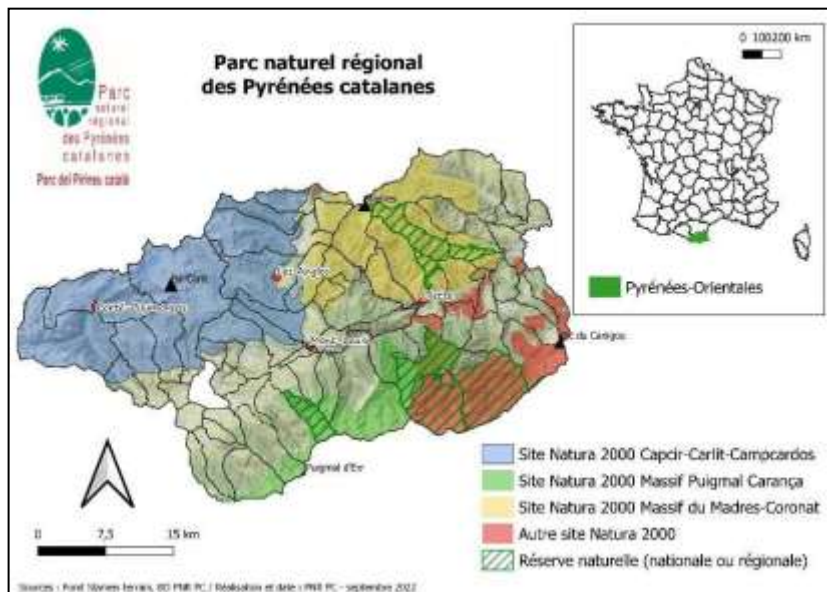 Parc naturel régional
des Pyrénées catalanes
Parc
naturel
régional
des Pyrénées
catalanes
Parc del Pirineu català
0 100200 km
Pyrénées-Orientales
Puigmal d'Err
Site Natura 2000 Capcir-Carlit-Campcardos
Site Natura 2000 Massif Puigmal Carança
Site Natura 2000 Massif du Madres-Coronat
Autre site Natura 2000
Réserve naturelle (nationale ou régionale)
0 7,5 15 km